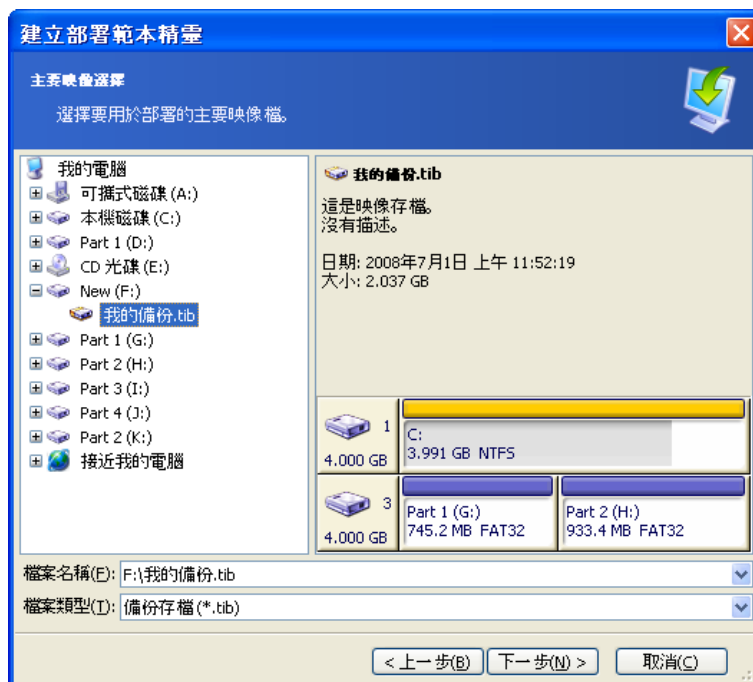 建立部署範本精靈
主要映像選擇
選擇要用於部署的主要映像檔。
我的電腦
可攜式磁碟 (A:)
本機磁碟 (C:)
Part 1 (D:)
CD 光碟 (E:)
New (F:)
我的備份.tib
Part 1 (G:)
Part 2 (H:)
Part 3 (I:)
Part 4 (J:)
Part 2 (K:)
接近我的電腦
我的備份.tib
這是映像存檔。
沒有描述。
日期: 2008年7月1日 上午 11:52:19
大小: 2.037 GB
1
4.000 GB
C:
3.991 GB NTFS
3
4.000 GB
Part 1 (G:)
745.2 MB FAT32
Part 2 (H:)
933.4 MB FAT32
檔案名稱(F): F:\我的備份.tib
檔案類型(T): 備份存檔 (*.tib)
< 上一步(B) 下一步(N) > 取消(C)